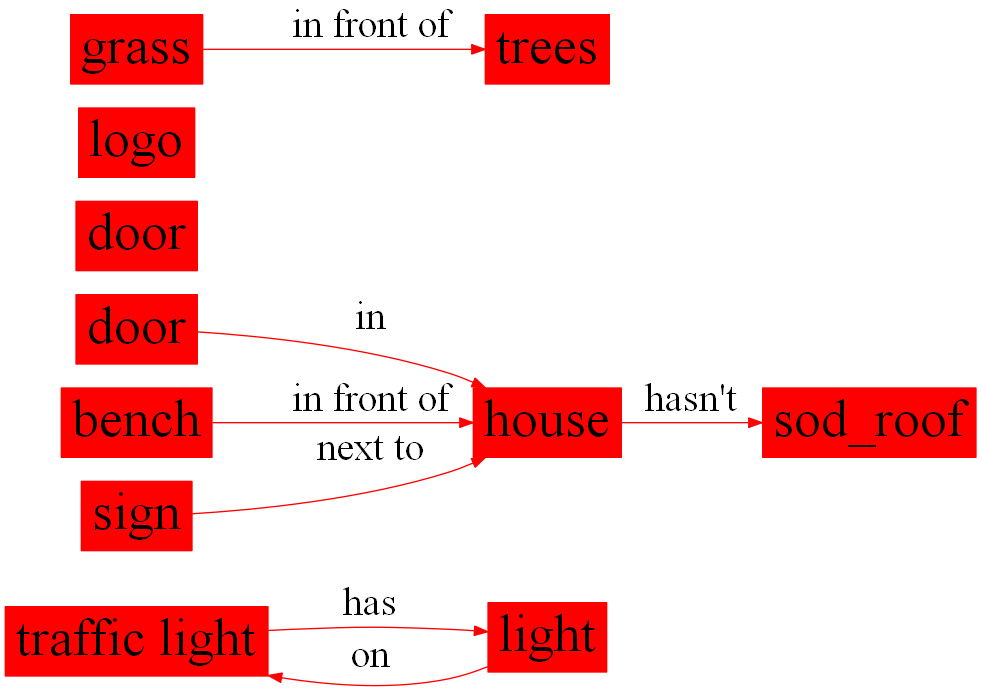 in front of
grass
trees
logo
door
in
door
in front of
bench
house
hasn't
sod_roof
next to
sign
has
traffic light
light
on